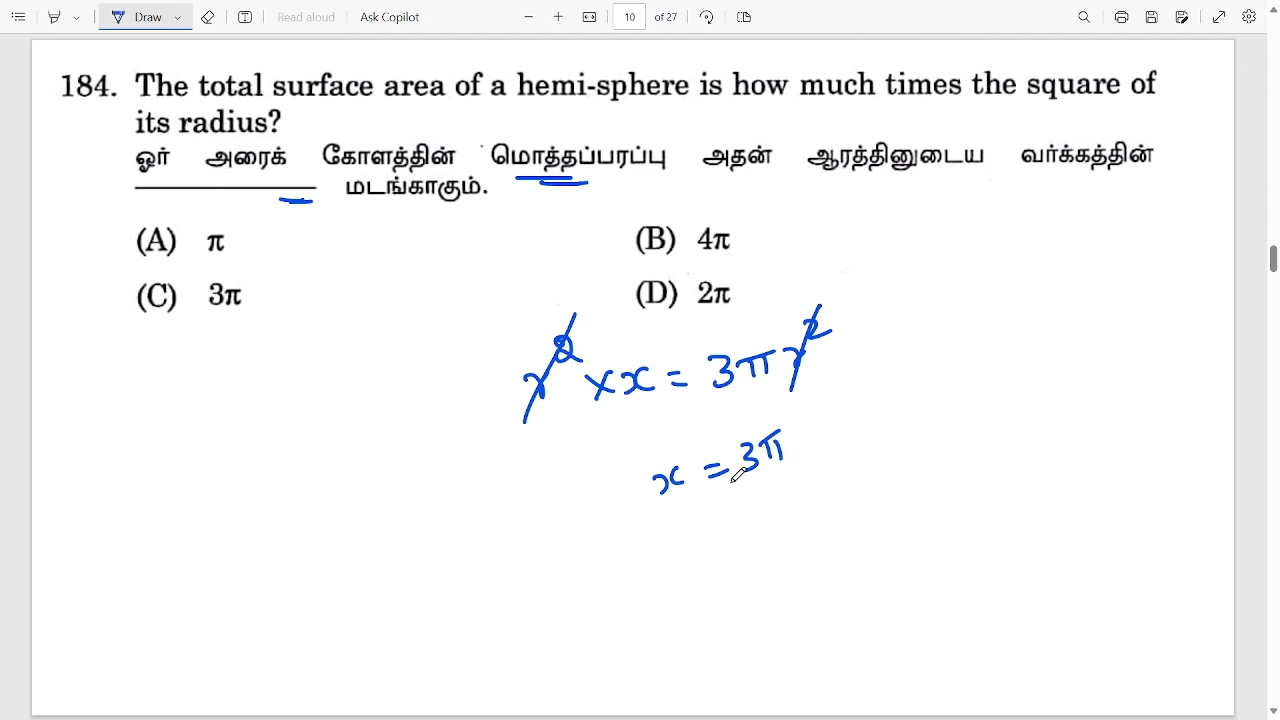 Draw
Read aloud
Ask Copilot
10 of 27
184. The total surface area of a hemi-sphere is how much times the square of
its radius?
ஓர் அரைக் கோளத்தின் மொத்தப்பரப்பு அதன் ஆரத்தினுடைய வர்க்கத்தின்
__________ மடங்காகும்.
(A) π (B) 4π
(C) 3π (D) 2π
r² × x = 3πr²
x = 3π